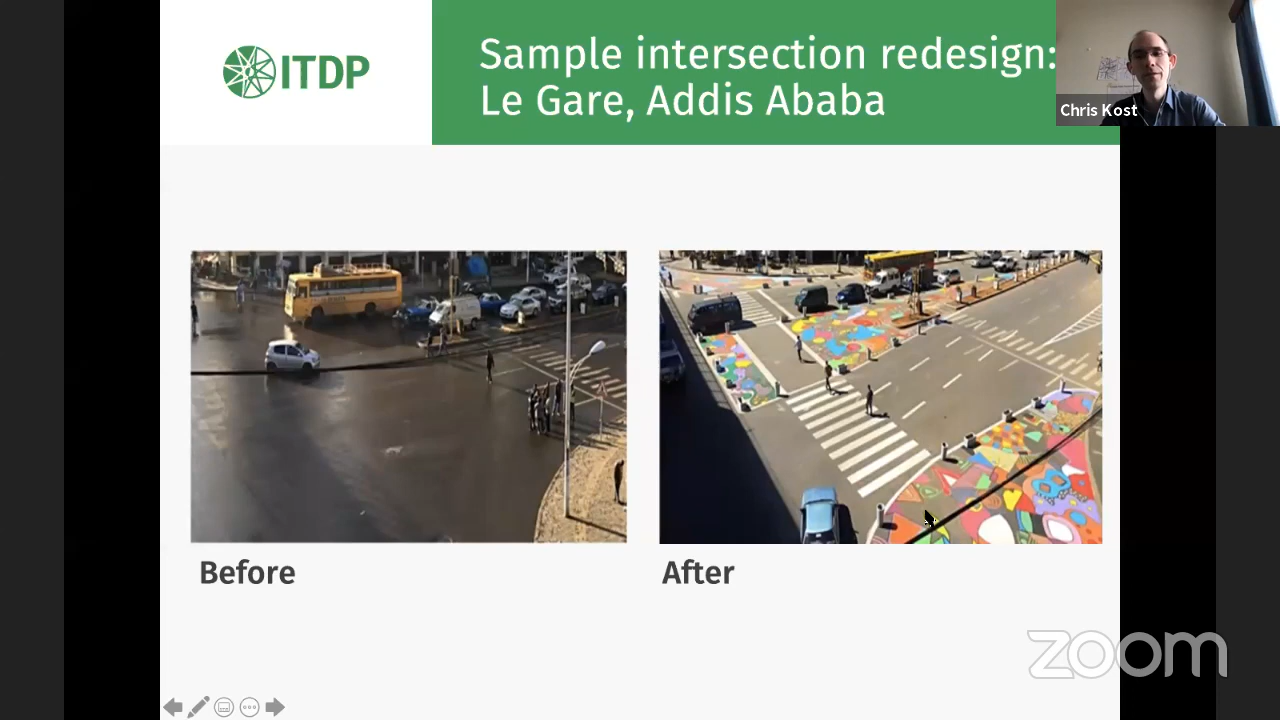 ITDP
Sample intersection redesign:
Le Gare, Addis Ababa
Chris Kost
Before
After
zoom